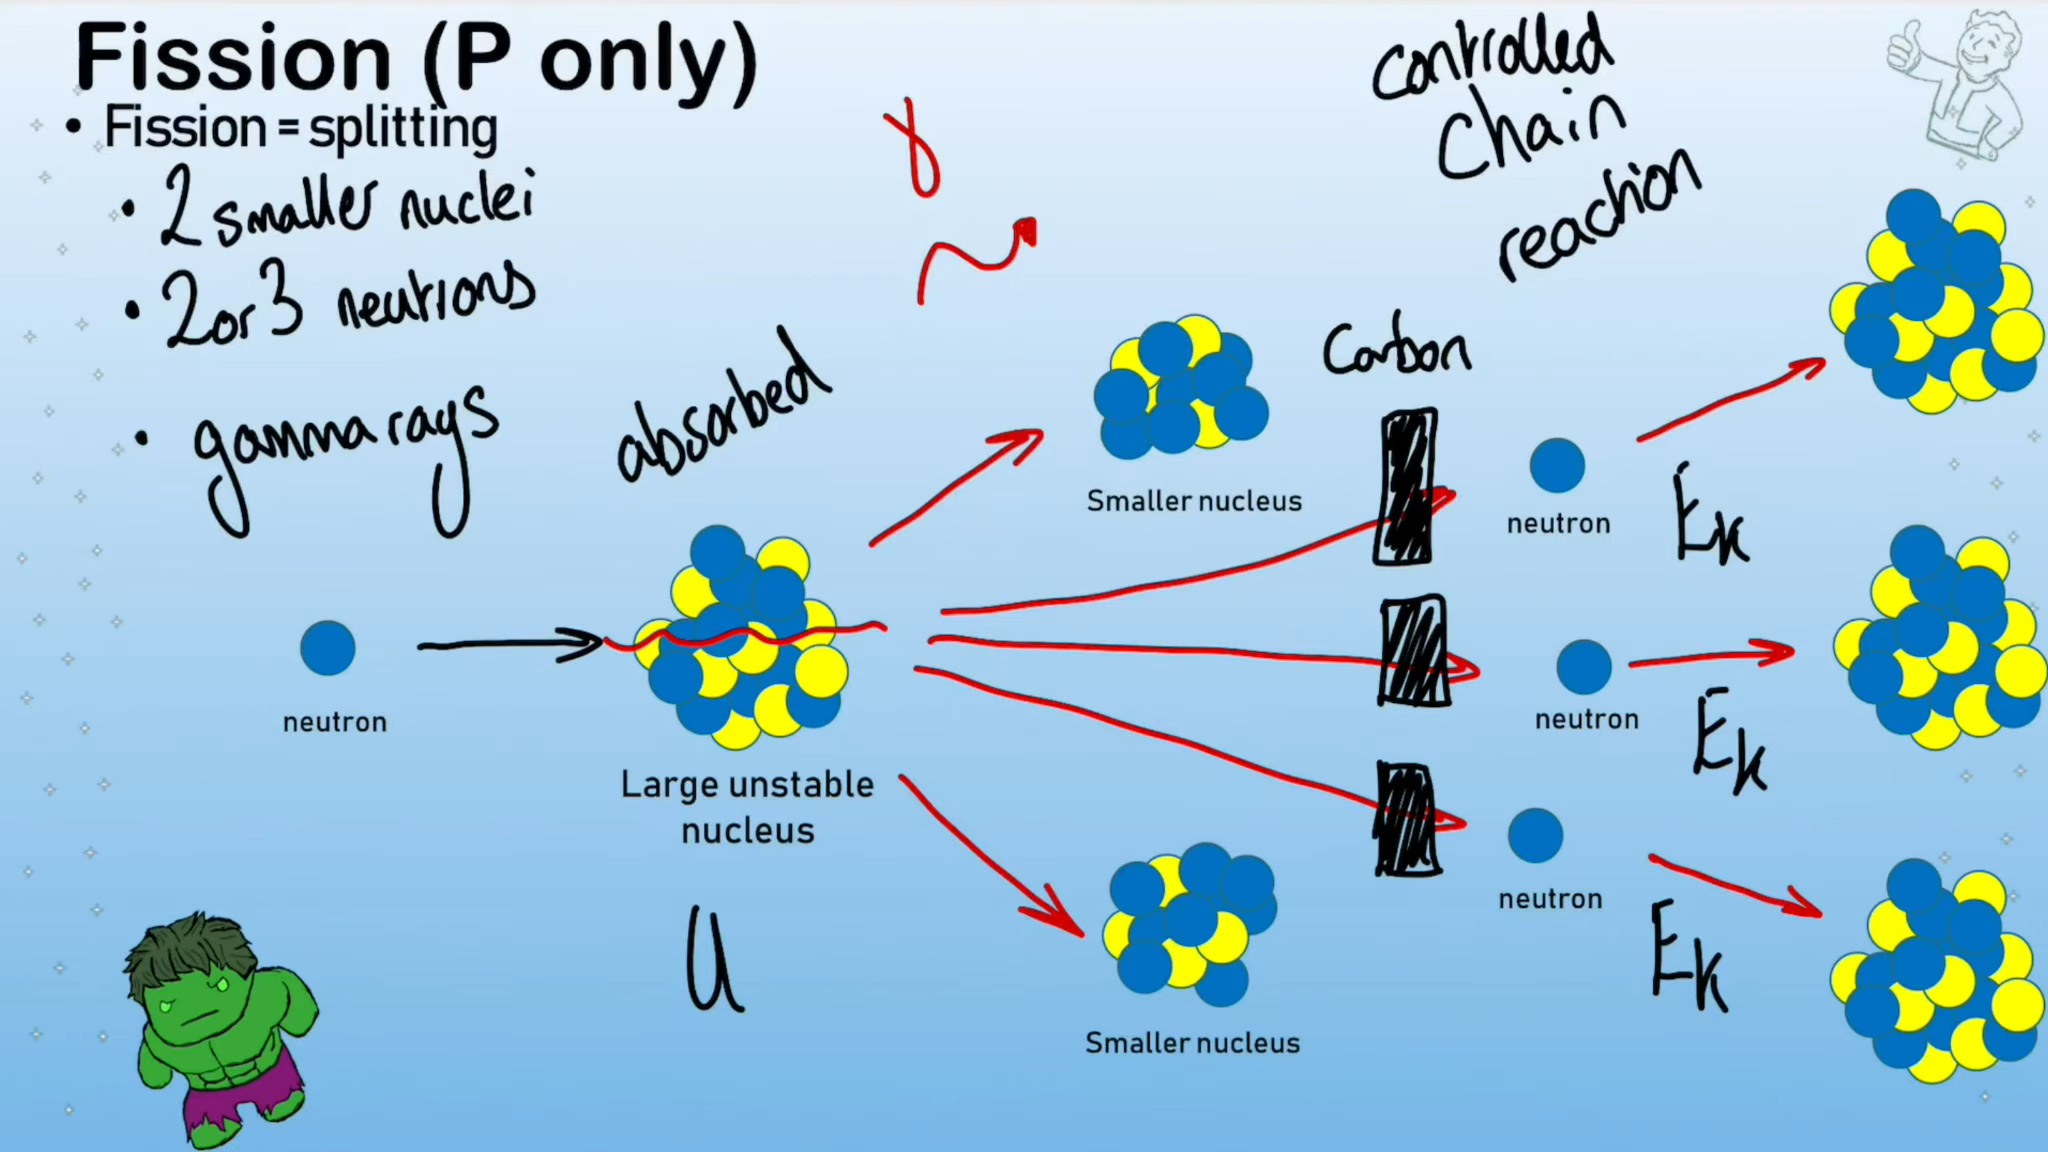 Fission (P only)
• Fission = splitting
• 2 smaller nuclei
• 2 or 3 neutrons
• gamma rays
γ
controlled
chain
reaction
absorbed
Carbon
Smaller nucleus
neutron
Ek
neutron
Large unstable
nucleus
U
neutron
Ek
neutron
Ek
Smaller nucleus